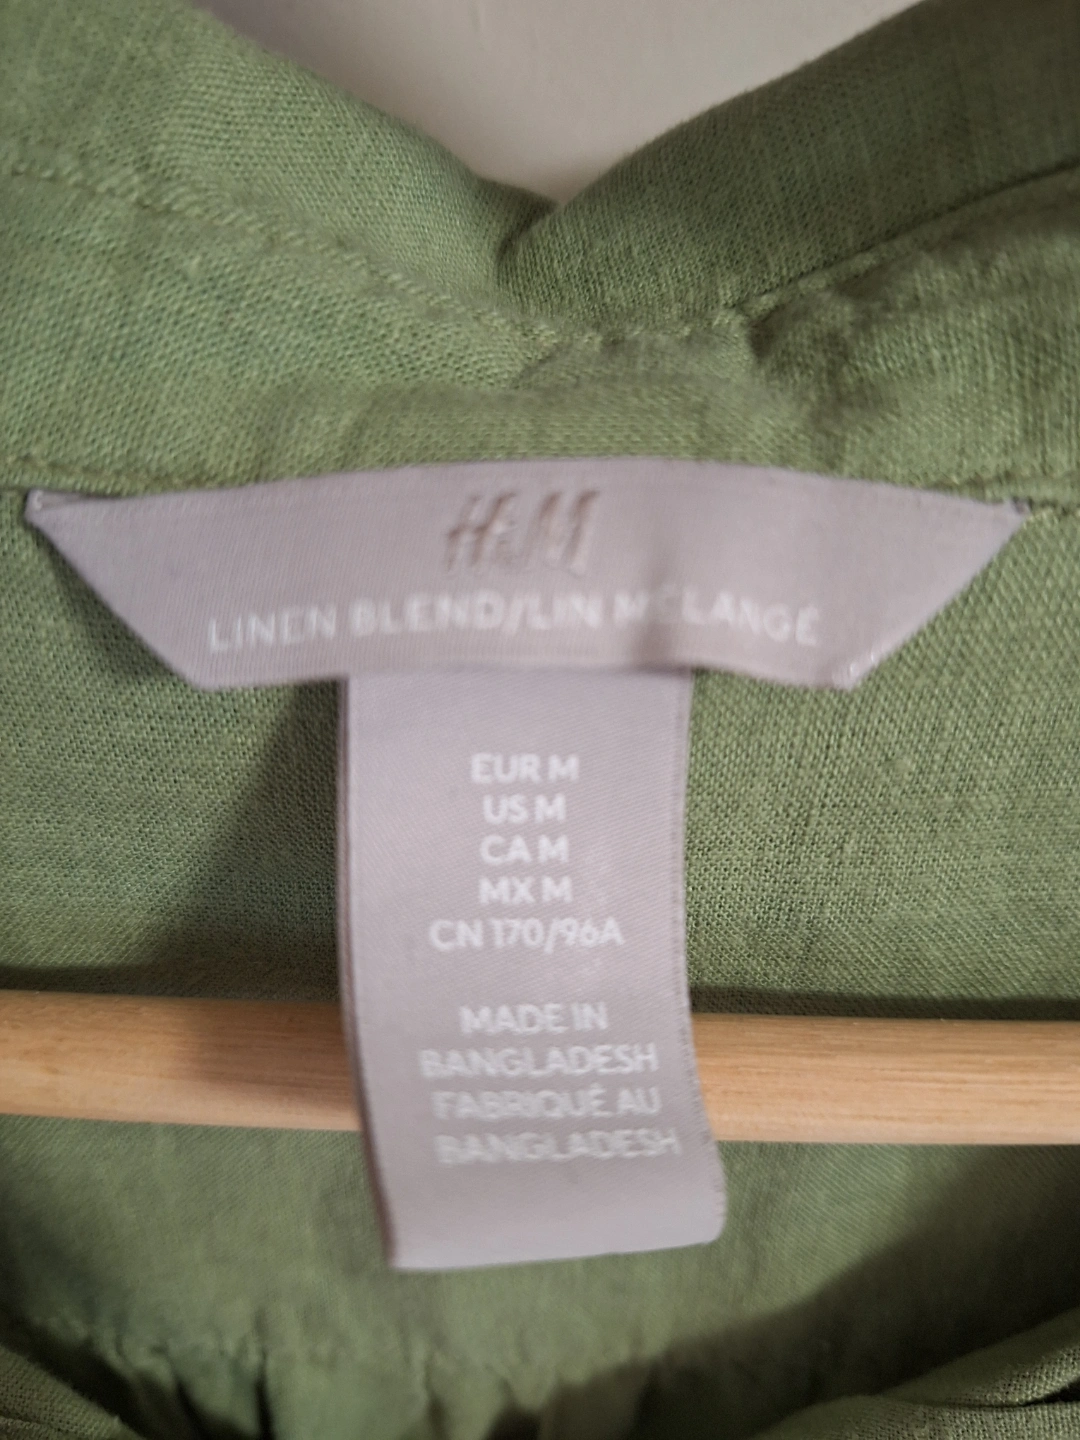 H&M
LINEN BLEND/LIN MÉLANGÉ
EUR M
US M
CA M
MX M
CN 170/96A
MADE IN
BANGLADESH
FABRIQUÉ AU
BANGLADESH